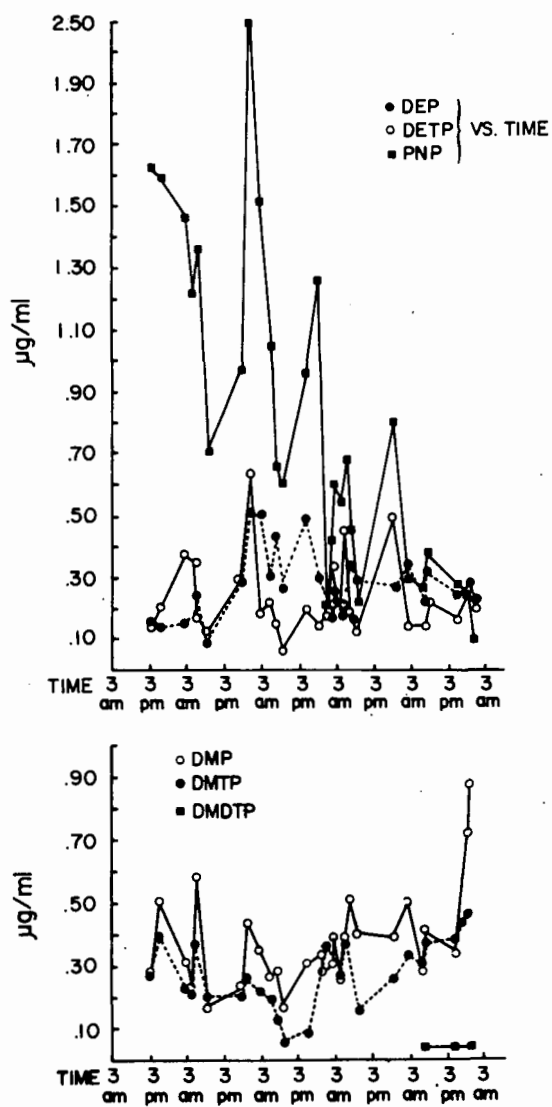 2.50
1.90
1.70
1.50
1.30
1.10
.90
.70
.50
.30
.10
µg/ml
DEP
DETP
PNP
VS. TIME
TIME 3 3 3 3 3 3 3 3 3 3 3
am pm am pm am pm am pm am pm am
DMP
DMTP
DMDTP
.90
.70
.50
.30
.10
µg/ml
TIME 3 3 3 3 3 3 3 3 3 3 3
am pm am pm am pm am pm am pm am